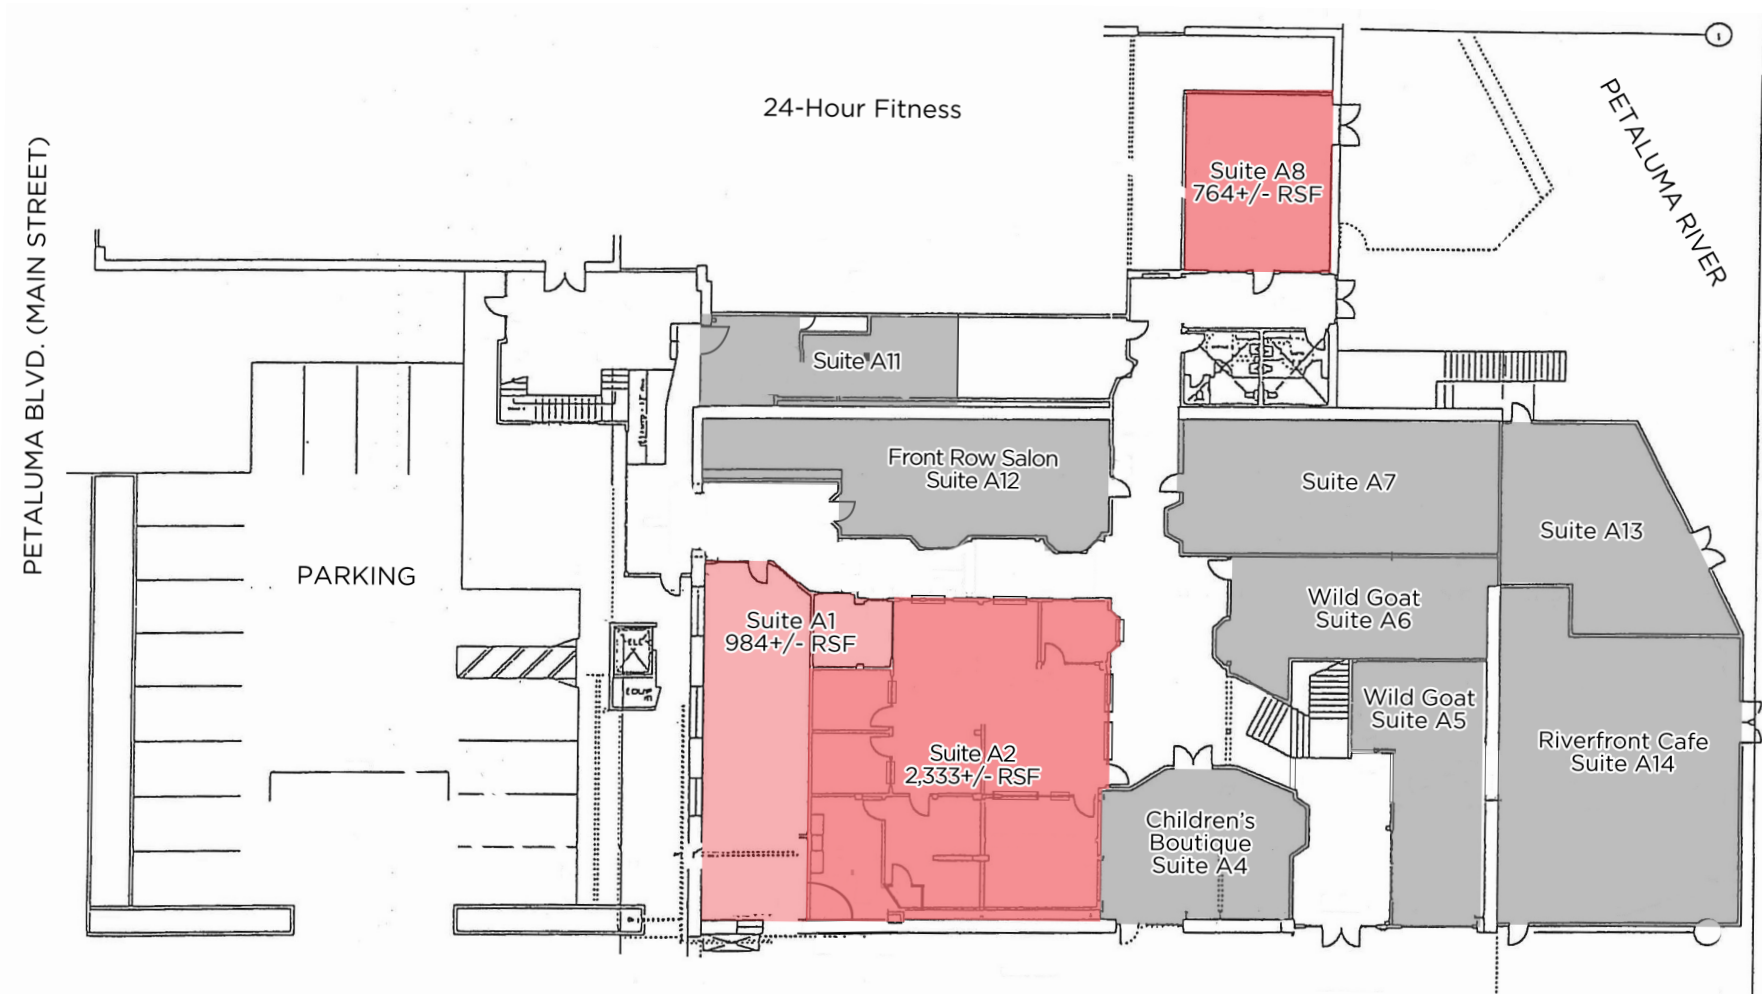 24-Hour Fitness
1
PETALUMA BLVD. (MAIN STREET)
PETALUMA RIVER
Suite A8
764+/- RSF
Suite A11
Front Row Salon
Suite A12
Suite A7
Suite A13
PARKING
Suite A1
984+/- RSF
Wild Goat
Suite A6
ELE
Wild Goat
Suite A5
Suite A2
2,333+/- RSF
Riverfront Cafe
Suite A14
Children's
Boutique
Suite A4